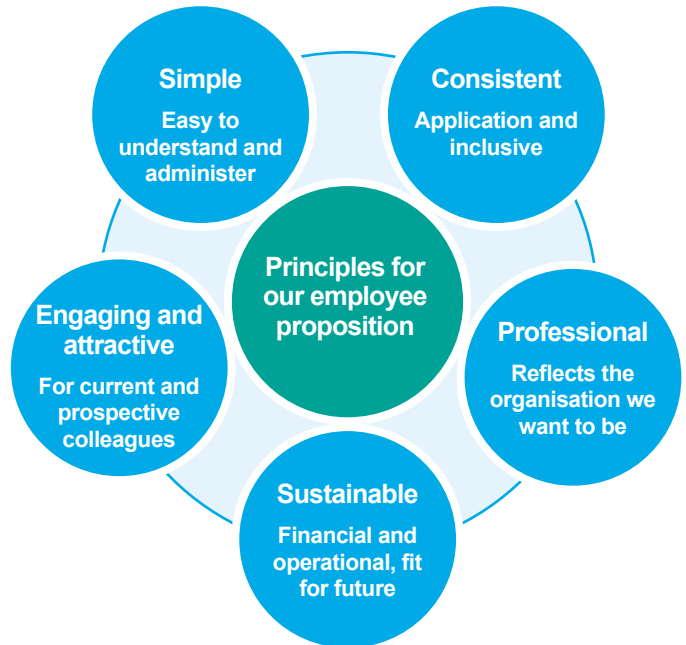 Simple
Easy to
understand and
administer
Consistent
Application and
inclusive
Principles for
our employee
proposition
Engaging and
attractive
For current and
prospective
colleagues
Professional
Reflects the
organisation we
want to be
Sustainable
Financial and
operational, fit
for future